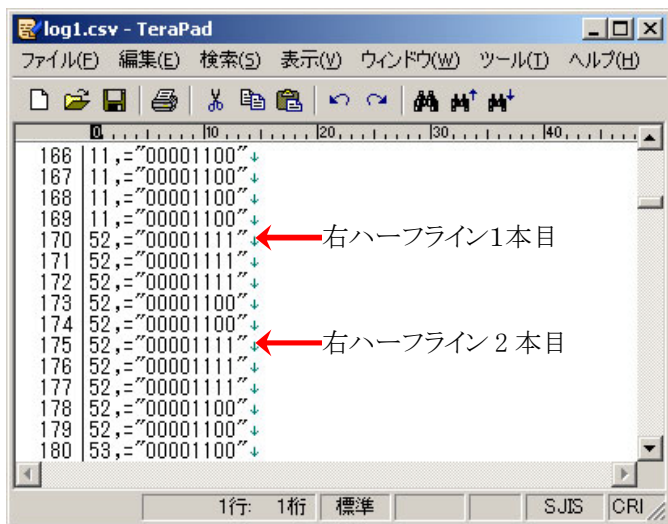 log1.csv - TeraPad
ファイル(F) 編集(E) 検索(S) 表示(V) ウィンドウ(W) ツール(T) ヘルプ(H)
0 10 20 30 40
166 11,="00001100"↓
167 11,="00001100"↓
168 11,="00001100"↓
169 11,="00001100"↓
170 52,="00001111"↓ 右ハーフライン1本目
171 52,="00001111"↓
172 52,="00001111"↓
173 52,="00001100"↓
174 52,="00001100"↓
175 52,="00001111"↓ 右ハーフライン 2 本目
176 52,="00001111"↓
177 52,="00001111"↓
178 52,="00001100"↓
179 52,="00001100"↓
180 53,="00001100"↓
1行: 1桁 標準 SJIS CRI